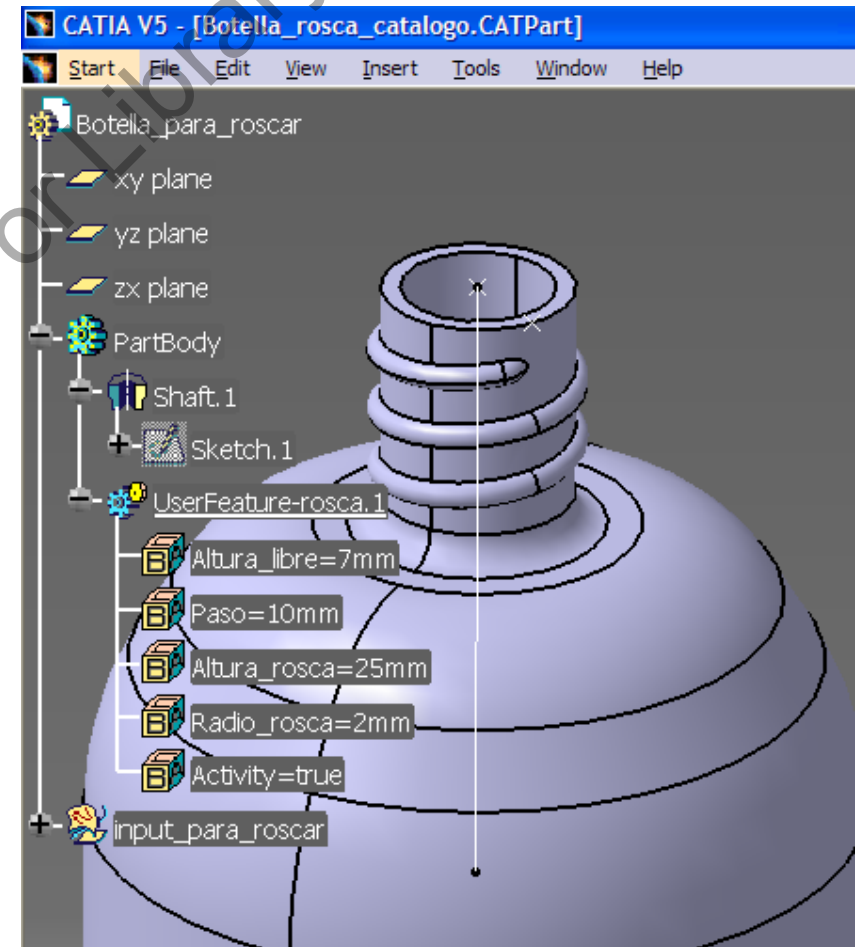 CATIA V5 - [Botella_rosca_catalogo.CATPart]
Start File Edit View Insert Tools Window Help
Botella_para_roscar
xy plane
yz plane
zx plane
PartBody
Shaft.1
Sketch.1
UserFeature-rosca.1
Altura_libre=7mm
Paso=10mm
Altura_rosca=25mm
Radio_rosca=2mm
Activity=true
input_para_roscar
or Library